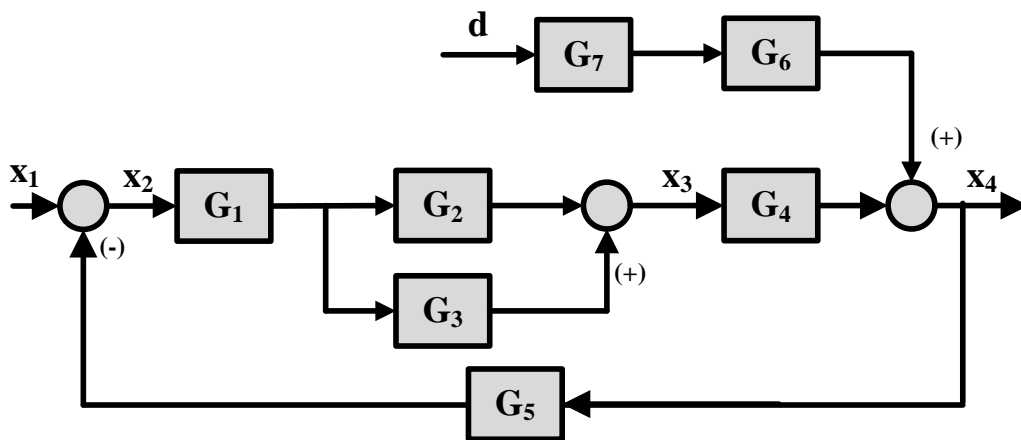 d
G₇
G₆
(+)
x₁
x₂
G₁
G₂
x₃
G₄
x₄
(-)
G₃
(+)
G₅